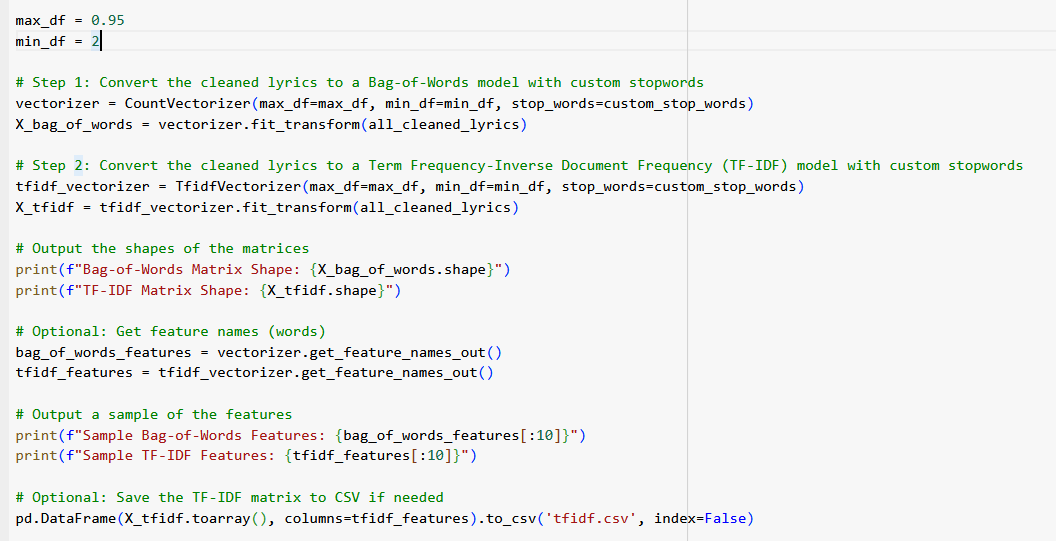 max_df = 0.95
min_df = 2
# Step 1: Convert the cleaned lyrics to a Bag-of-Words model with custom stopwords
vectorizer = CountVectorizer(max_df=max_df, min_df=min_df, stop_words=custom_stop_words)
X_bag_of_words = vectorizer.fit_transform(all_cleaned_lyrics)
# Step 2: Convert the cleaned lyrics to a Term Frequency-Inverse Document Frequency (TF-IDF) model with custom stopwords
tfidf_vectorizer = TfidfVectorizer(max_df=max_df, min_df=min_df, stop_words=custom_stop_words)
X_tfidf = tfidf_vectorizer.fit_transform(all_cleaned_lyrics)
# Output the shapes of the matrices
print(f"Bag-of-Words Matrix Shape: {X_bag_of_words.shape}")
print(f"TF-IDF Matrix Shape: {X_tfidf.shape}")
# Optional: Get feature names (words)
bag_of_words_features = vectorizer.get_feature_names_out()
tfidf_features = tfidf_vectorizer.get_feature_names_out()
# Output a sample of the features
print(f"Sample Bag-of-Words Features: {bag_of_words_features[:10]}")
print(f"Sample TF-IDF Features: {tfidf_features[:10]}")
# Optional: Save the TF-IDF matrix to CSV if needed
pd.DataFrame(X_tfidf.toarray(), columns=tfidf_features).to_csv('tfidf.csv', index=False)